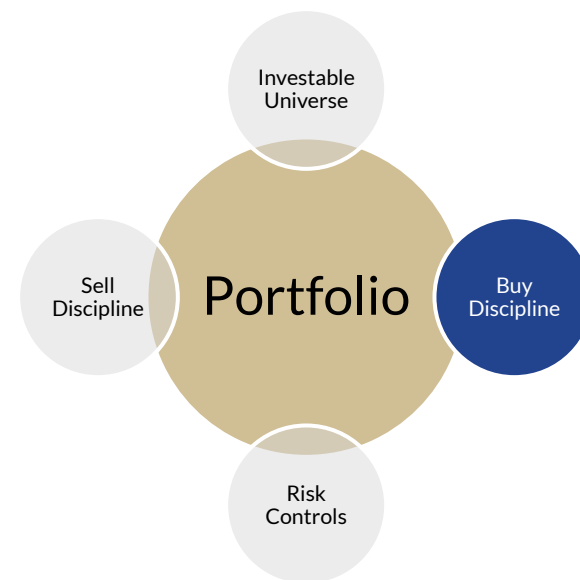 Investable
Universe
Sell
Discipline
Portfolio
Buy
Discipline
Risk
Controls